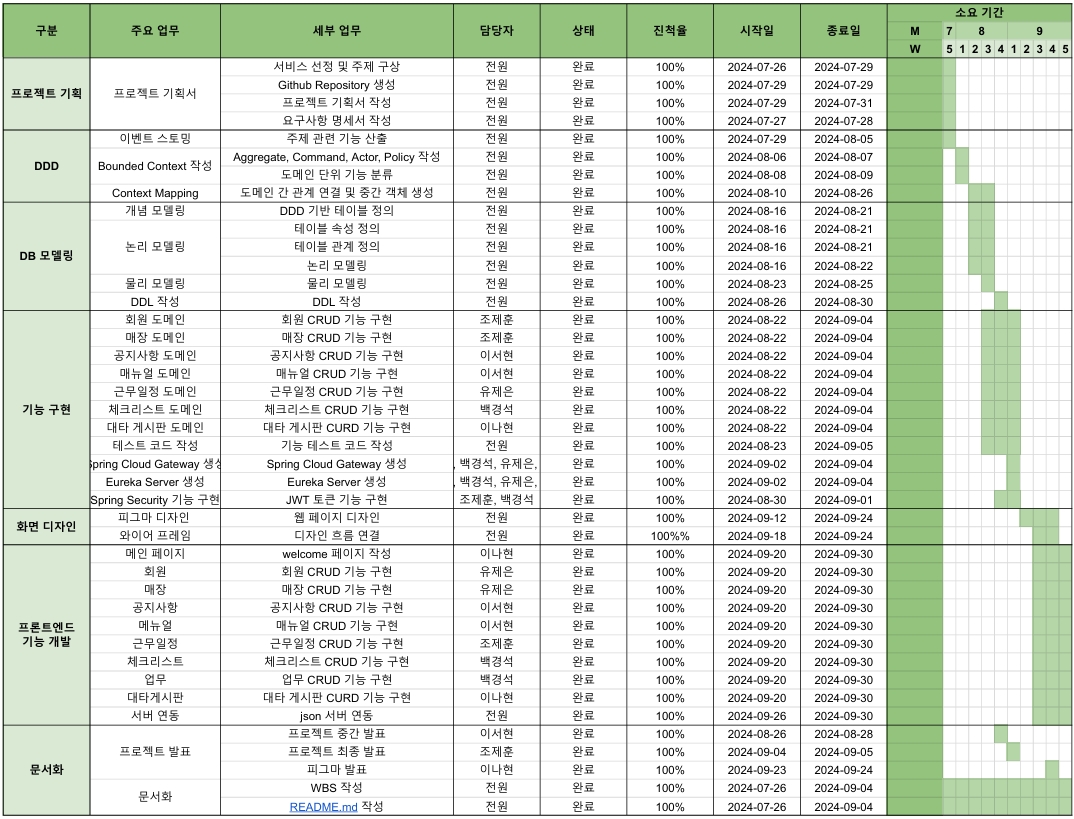 구분 주요 업무 세부 업무 담당자 상태 진척율 시작일 종료일 소요 기간
M 7 8 9
W 5 1 2 3 4 1 2 3 4 5
프로젝트 기획 프로젝트 기획서 서비스 선정 및 주제 구상 전원 완료 100% 2024-07-26 2024-07-29
Github Repository 생성 전원 완료 100% 2024-07-29 2024-07-29
프로젝트 기획서 작성 전원 완료 100% 2024-07-29 2024-07-31
요구사항 명세서 작성 전원 완료 100% 2024-07-27 2024-07-28
DDD 이벤트 스토밍 주제 관련 기능 산출 전원 완료 100% 2024-07-29 2024-08-05
Bounded Context 작성 Aggregate, Command, Actor, Policy 작성 전원 완료 100% 2024-08-06 2024-08-07
도메인 단위 기능 분류 전원 완료 100% 2024-08-08 2024-08-09
Context Mapping 도메인 간 관계 연결 및 중간 객체 생성 전원 완료 100% 2024-08-10 2024-08-26
DB 모델링 개념 모델링 DDD 기반 테이블 정의 전원 완료 100% 2024-08-16 2024-08-21
논리 모델링 테이블 속성 정의 전원 완료 100% 2024-08-16 2024-08-21
테이블 관계 정의 전원 완료 100% 2024-08-16 2024-08-21
논리 모델링 전원 완료 100% 2024-08-16 2024-08-22
물리 모델링 물리 모델링 전원 완료 100% 2024-08-23 2024-08-25
DDL 작성 DDL 작성 전원 완료 100% 2024-08-26 2024-08-30
기능 구현 회원 도메인 회원 CRUD 기능 구현 조제훈 완료 100% 2024-08-22 2024-09-04
매장 도메인 매장 CRUD 기능 구현 조제훈 완료 100% 2024-08-22 2024-09-04
공지사항 도메인 공지사항 CRUD 기능 구현 이서현 완료 100% 2024-08-22 2024-09-04
매뉴얼 도메인 매뉴얼 CRUD 기능 구현 이서현 완료 100% 2024-08-22 2024-09-04
근무일정 도메인 근무일정 CRUD 기능 구현 유제은 완료 100% 2024-08-22 2024-09-04
체크리스트 도메인 체크리스트 CRUD 기능 구현 백경석 완료 100% 2024-08-22 2024-09-04
대타 게시판 도메인 대타 게시판 CURD 기능 구현 이나현 완료 100% 2024-08-22 2024-09-04
테스트 코드 작성 기능 테스트 코드 작성 전원 완료 100% 2024-08-23 2024-09-05
Spring Cloud Gateway 생성 Spring Cloud Gateway 생성 , 백경석, 유제은, 완료 100% 2024-09-02 2024-09-04
Eureka Server 생성 Eureka Server 생성 , 백경석, 유제은, 완료 100% 2024-09-02 2024-09-04
Spring Security 기능 구현 JWT 토큰 기능 구현 조제훈, 백경석 완료 100% 2024-08-30 2024-09-01
화면 디자인 피그마 디자인 웹 페이지 디자인 전원 완료 100% 2024-09-12 2024-09-24
와이어 프레임 디자인 흐름 연결 전원 완료 100%% 2024-09-18 2024-09-24
프론트엔드
기능 개발 메인 페이지 welcome 페이지 작성 이나현 완료 100% 2024-09-20 2024-09-30
회원 회원 CRUD 기능 구현 유제은 완료 100% 2024-09-20 2024-09-30
매장 매장 CRUD 기능 구현 유제은 완료 100% 2024-09-20 2024-09-30
공지사항 공지사항 CRUD 기능 구현 이서현 완료 100% 2024-09-20 2024-09-30
메뉴얼 매뉴얼 CRUD 기능 구현 이서현 완료 100% 2024-09-20 2024-09-30
근무일정 근무일정 CRUD 기능 구현 조제훈 완료 100% 2024-09-20 2024-09-30
체크리스트 체크리스트 CRUD 기능 구현 백경석 완료 100% 2024-09-20 2024-09-30
업무 업무 CRUD 기능 구현 백경석 완료 100% 2024-09-20 2024-09-30
대타게시판 대타 게시판 CURD 기능 구현 이나현 완료 100% 2024-09-20 2024-09-30
서버 연동 json 서버 연동 전원 완료 100% 2024-09-26 2024-09-30
문서화 프로젝트 발표 프로젝트 중간 발표 이서현 완료 100% 2024-08-26 2024-08-28
프로젝트 최종 발표 조제훈 완료 100% 2024-09-04 2024-09-05
피그마 발표 이나현 완료 100% 2024-09-23 2024-09-24
문서화 WBS 작성 전원 완료 100% 2024-07-26 2024-09-04
README.md 작성 전원 완료 100% 2024-07-26 2024-09-04